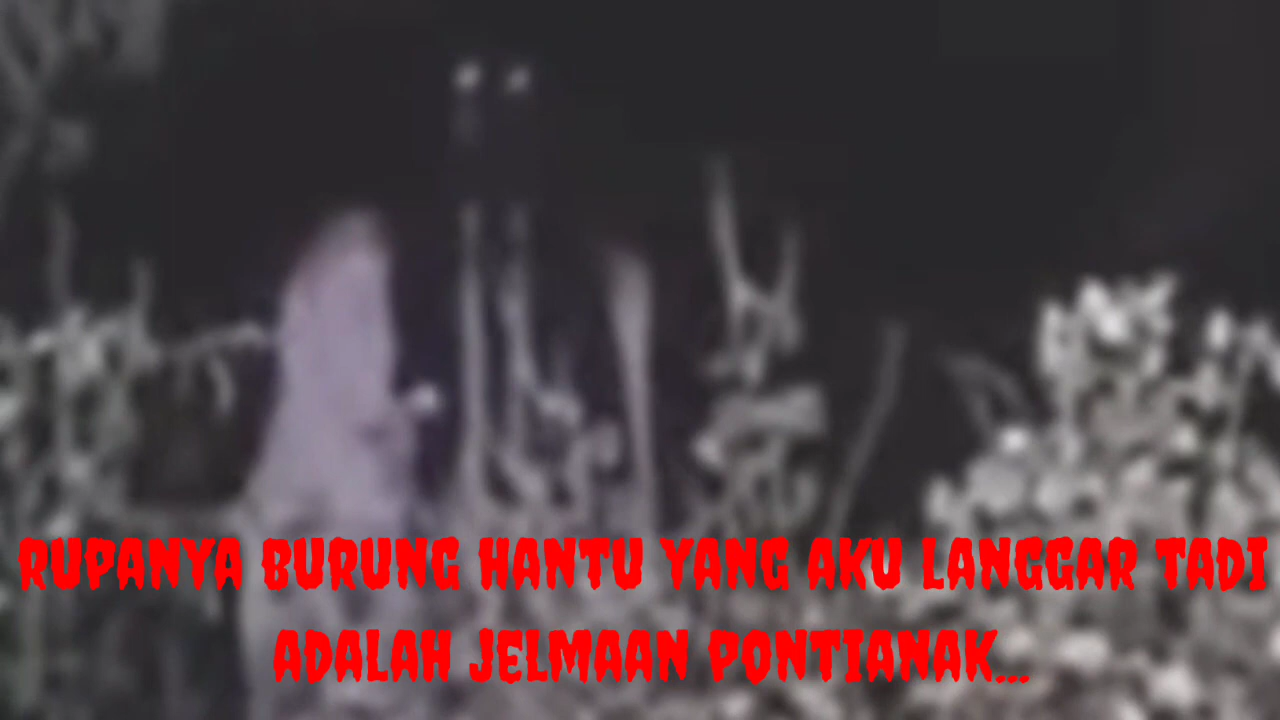 RUPANYA BURUNG HANTU YANG AKU LANGGAR TADI
ADALAH JELMAAN PONTIANAK...